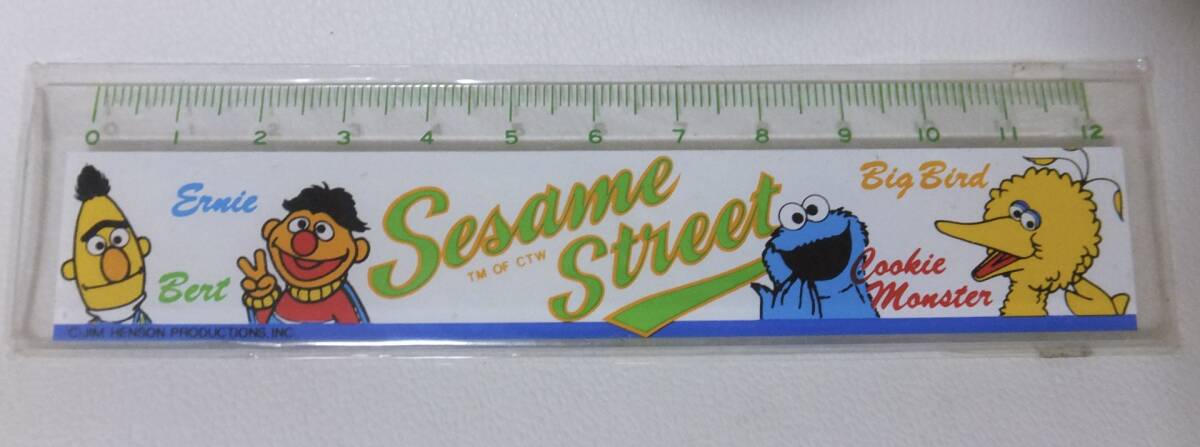 0 1 2 3 4 5 6 7 8 9 10 11 12
Ernie
Bert
Sesame
Street
TM OF CTW
Big Bird
Cookie
Monster
©JIM HENSON PRODUCTIONS, INC.